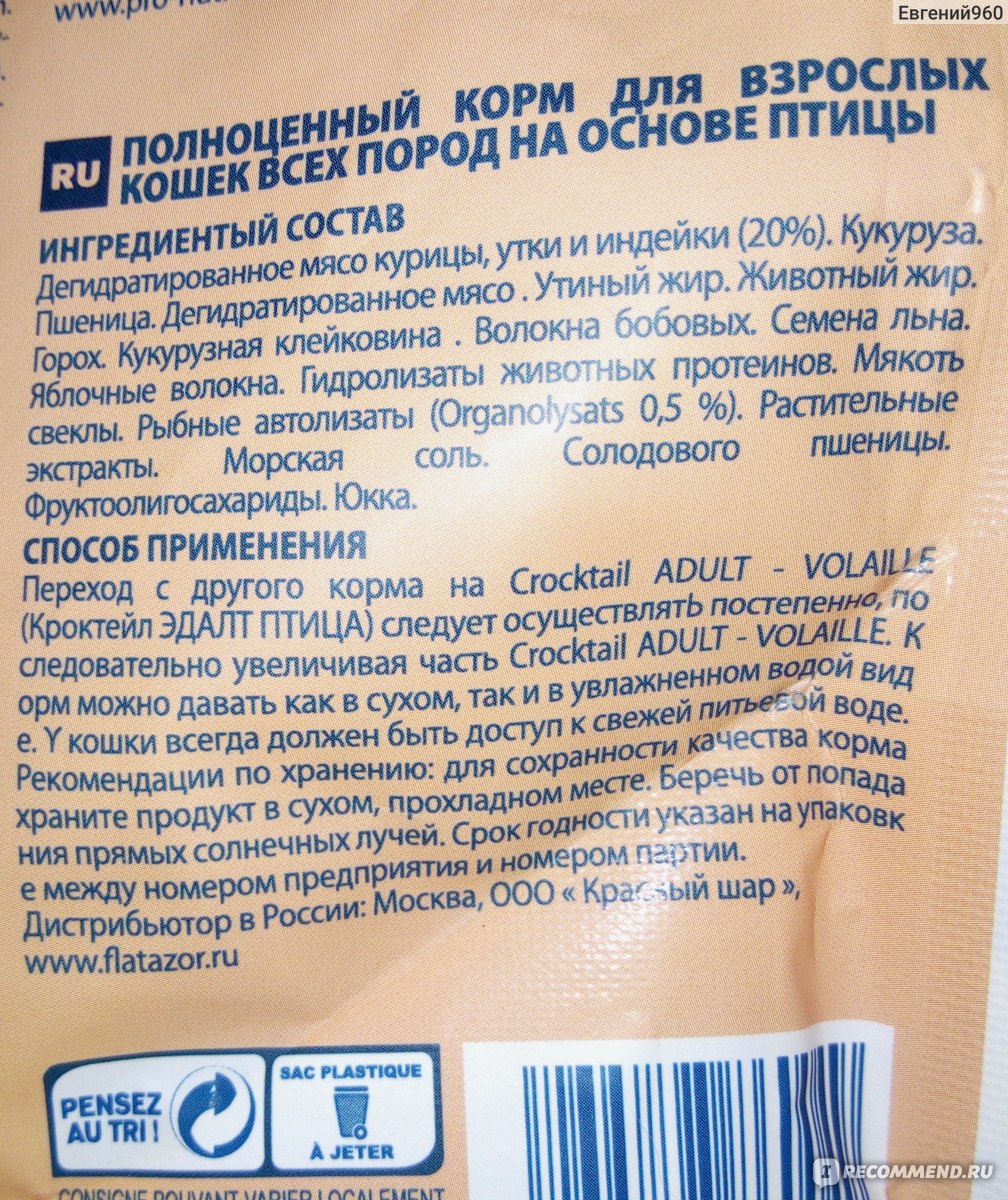 Евгений960
www.pro-nutr
RU
ПОЛНОЦЕННЫЙ КОРМ ДЛЯ ВЗРОСЛЫХ
КОШЕК ВСЕХ ПОРОД НА ОСНОВЕ ПТИЦЫ
ИНГРЕДИЕНТЫЙ СОСТАВ
Дегидратированное мясо курицы, утки и индейки (20%). Кукуруза.
Пшеница. Дегидратированное мясо . Утиный жир. Животный жир.
Горох. Кукурузная клейковина . Волокна бобовых. Семена льна.
Яблочные волокна. Гидролизаты животных протеинов. Мякоть
свеклы. Рыбные автолизаты (Organolysats 0,5 %). Растительные
экстракты. Морская соль. Солодового пшеницы.
Фруктоолигосахариды. Юкка.
СПОСОБ ПРИМЕНЕНИЯ
Переход с другого корма на Crocktail ADULT - VOLAILLE
(Кроктейл ЭДАЛТ ПТИЦА) следует осуществлять постепенно, по
следовательно увеличивая часть Crocktail ADULT - VOLAILLE. К
орм можно давать как в сухом, так и в увлажненном водой вид
е. Y кошки всегда должен быть доступ к свежей питьевой воде.
Рекомендации по хранению: для сохранности качества корма
храните продукт в сухом, прохладном месте. Беречь от попада
ния прямых солнечных лучей. Срок годности указан на упаковк
е между номером предприятия и номером партии.
Дистрибьютор в России: Москва, ООО « Красный шар »,
www.flatazor.ru
PENSEZ
AU TRI !
SAC PLASTIQUE
À JETER
CONSIGNE POUVANT VARIER LOCALEMENT
RECOMMEND.RU